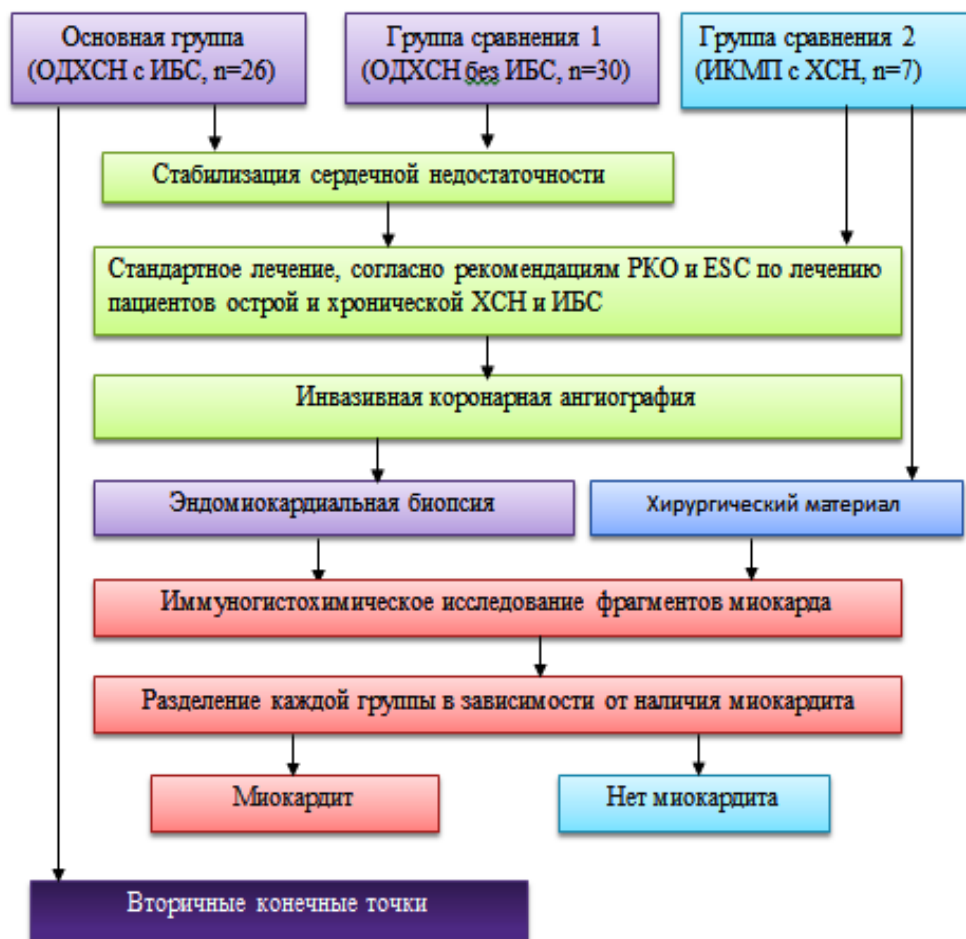 Основная группа
(ОДХСН с ИБС, n=26)
Группа сравнения 1
(ОДХСН без ИБС, n=30)
Группа сравнения 2
(ИКМП с ХСН, n=7)
Стабилизация сердечной недостаточности
Стандартное лечение, согласно рекомендациям РКО и ESC по лечению
пациентов острой и хронической ХСН и ИБС
Инвазивная коронарная ангиография
Эндомиокардиальная биопсия
Хирургический материал
Иммуногистохимическое исследование фрагментов миокарда
Разделение каждой группы в зависимости от наличия миокардита
Миокардит
Нет миокардита
Вторичные конечные точки